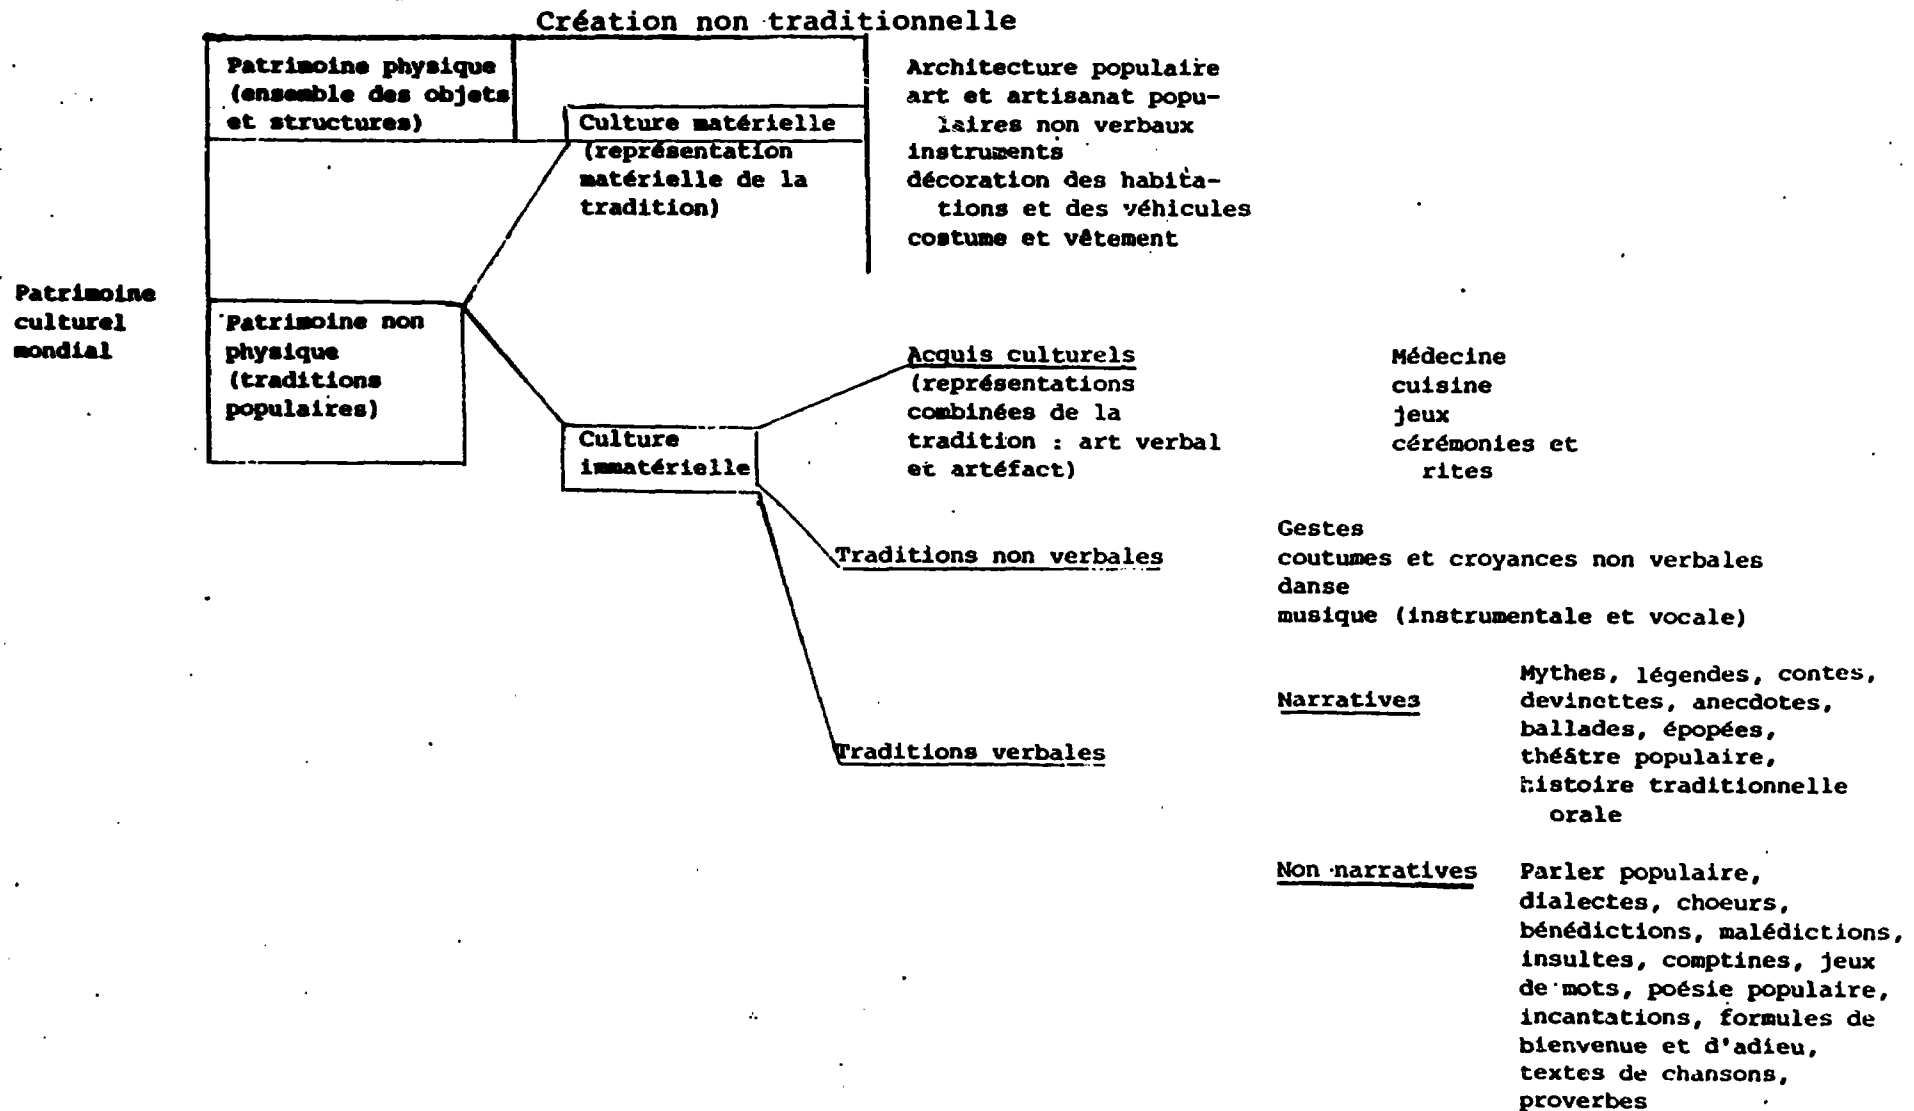 Création non traditionnelle
Patrimoine physique
(ensemble des objets
et structures)
Culture matérielle
(représentation
matérielle de la
tradition)
Architecture populaire
art et artisanat popu-
laires non verbaux
instruments
décoration des habita-
tions et des véhicules
costume et vêtement
Patrimoine
culturel
mondial
Patrimoine non
physique
(traditions
populaires)
Culture
immatérielle
Acquis culturels
(représentations
combinées de la
tradition : art verbal
et artéfact)
Médecine
cuisine
jeux
cérémonies et
rites
Traditions non verbales
Gestes
coutumes et croyances non verbales
danse
musique (instrumentale et vocale)
Traditions verbales
Narratives
Mythes, légendes, contes,
devinettes, anecdotes,
ballades, épopées,
théâtre populaire,
histoire traditionnelle
orale
Non narratives
Parler populaire,
dialectes, choeurs,
bénédictions, malédictions,
insultes, comptines, jeux
de mots, poésie populaire,
incantations, formules de
bienvenue et d'adieu,
textes de chansons,
proverbes